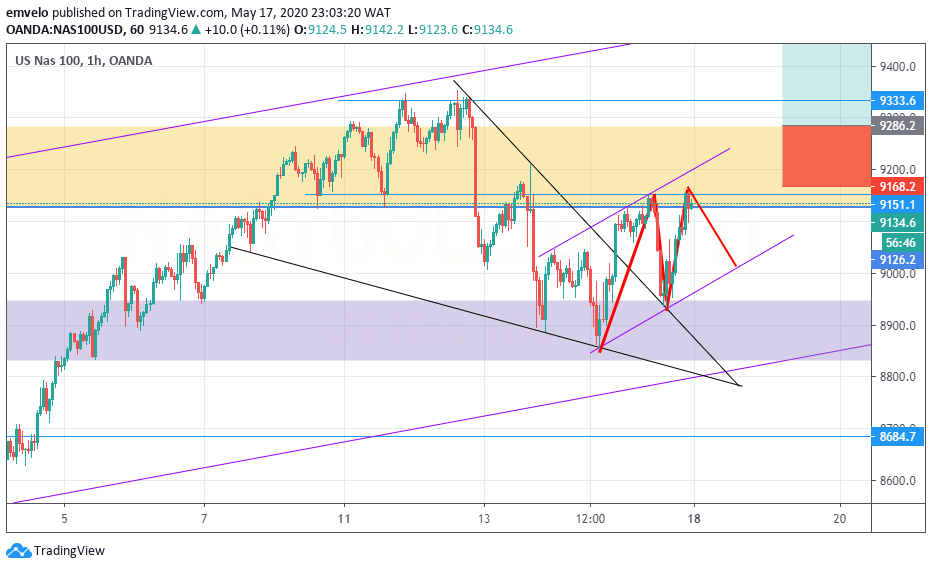 emvelo published on TradingView.com, May 17, 2020 23:03:20 WAT
OANDA:NAS100USD, 60 9134.6 ▲ +10.0 (+0.11%) O:9124.5 H:9142.2 L:9123.6 C:9134.6
US Nas 100, 1h, OANDA
9400.0
9333.6
9286.2
9200.0
9168.2
9151.1
9134.6
56:46
9126.2
9000.0
8900.0
8800.0
8684.7
8600.0
5 7 11 13 12:00 18 20
TradingView